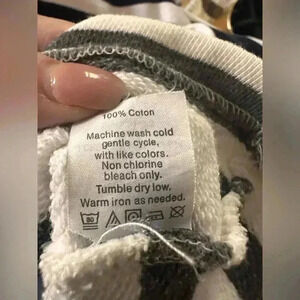 100% Coton
Machine wash cold
gentle cycle,
with like colors.
Non chlorine
bleach only.
Tumble dry low.
Warm iron as needed.